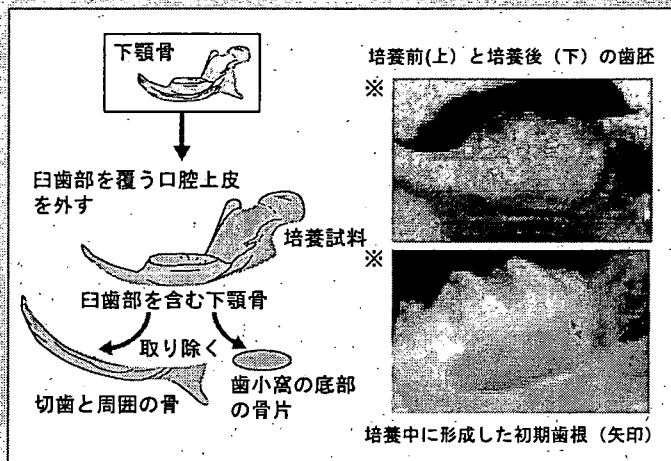 下顎骨
臼歯部を覆う口腔上皮
を外す
培養試料
臼歯部を含む下顎骨
取り除く
切歯と周囲の骨
歯小窩の底部
の骨片
培養前(上)と培養後（下）の歯胚
※
※
培養中に形成した初期歯根（矢印）